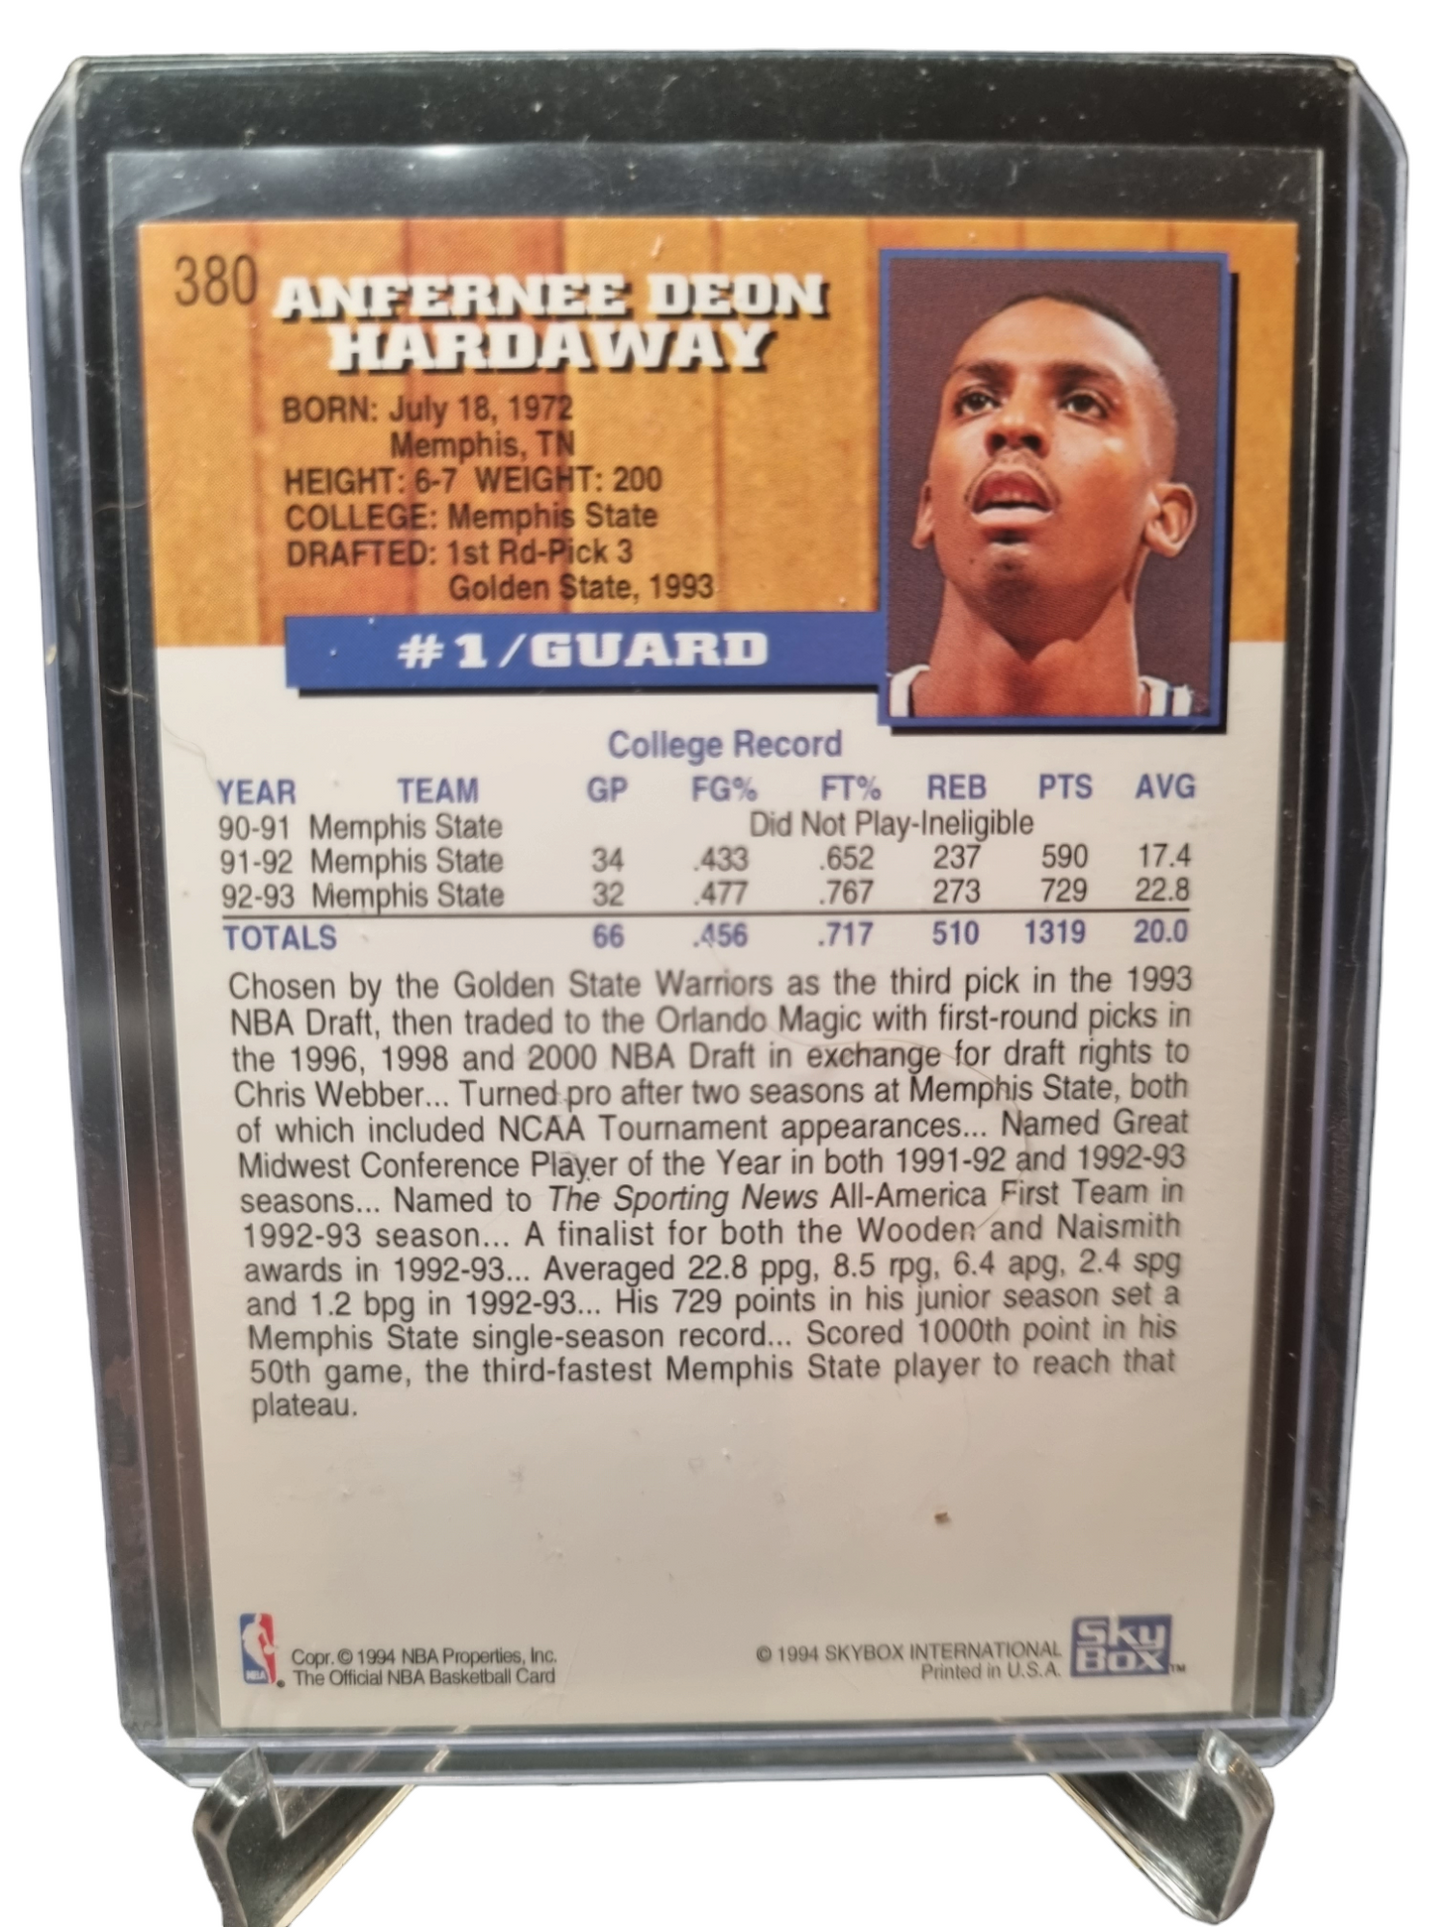 380
ANFERNEE DEON
HARDAWAY
BORN: July 18, 1972
Memphis, TN
HEIGHT: 6-7 WEIGHT: 200
COLLEGE: Memphis State
DRAFTED: 1st Rd-Pick 3
Golden State, 1993
#1/GUARD
College Record
YEAR TEAM GP FG% FT% REB PTS AVG
90-91 Memphis State Did Not Play-Ineligible
91-92 Memphis State 34 .433 .652 237 590 17.4
92-93 Memphis State 32 .477 .767 273 729 22.8
TOTALS 66 .456 .717 510 1319 20.0
Chosen by the Golden State Warriors as the third pick in the 1993
NBA Draft, then traded to the Orlando Magic with first-round picks in
the 1996, 1998 and 2000 NBA Draft in exchange for draft rights to
Chris Webber... Turned pro after two seasons at Memphis State, both
of which included NCAA Tournament appearances... Named Great
Midwest Conference Player of the Year in both 1991-92 and 1992-93
seasons... Named to The Sporting News All-America First Team in
1992-93 season... A finalist for both the Wooden and Naismith
awards in 1992-93... Averaged 22.8 ppg, 8.5 rpg, 6.4 apg, 2.4 spg
and 1.2 bpg in 1992-93... His 729 points in his junior season set a
Memphis State single-season record... Scored 1000th point in his
50th game, the third-fastest Memphis State player to reach that
plateau.
NBA
Copr. © 1994 NBA Properties, Inc.
The Official NBA Basketball Card
© 1994 SKYBOX INTERNATIONAL
Printed in U.S.A.
Sky
Box™